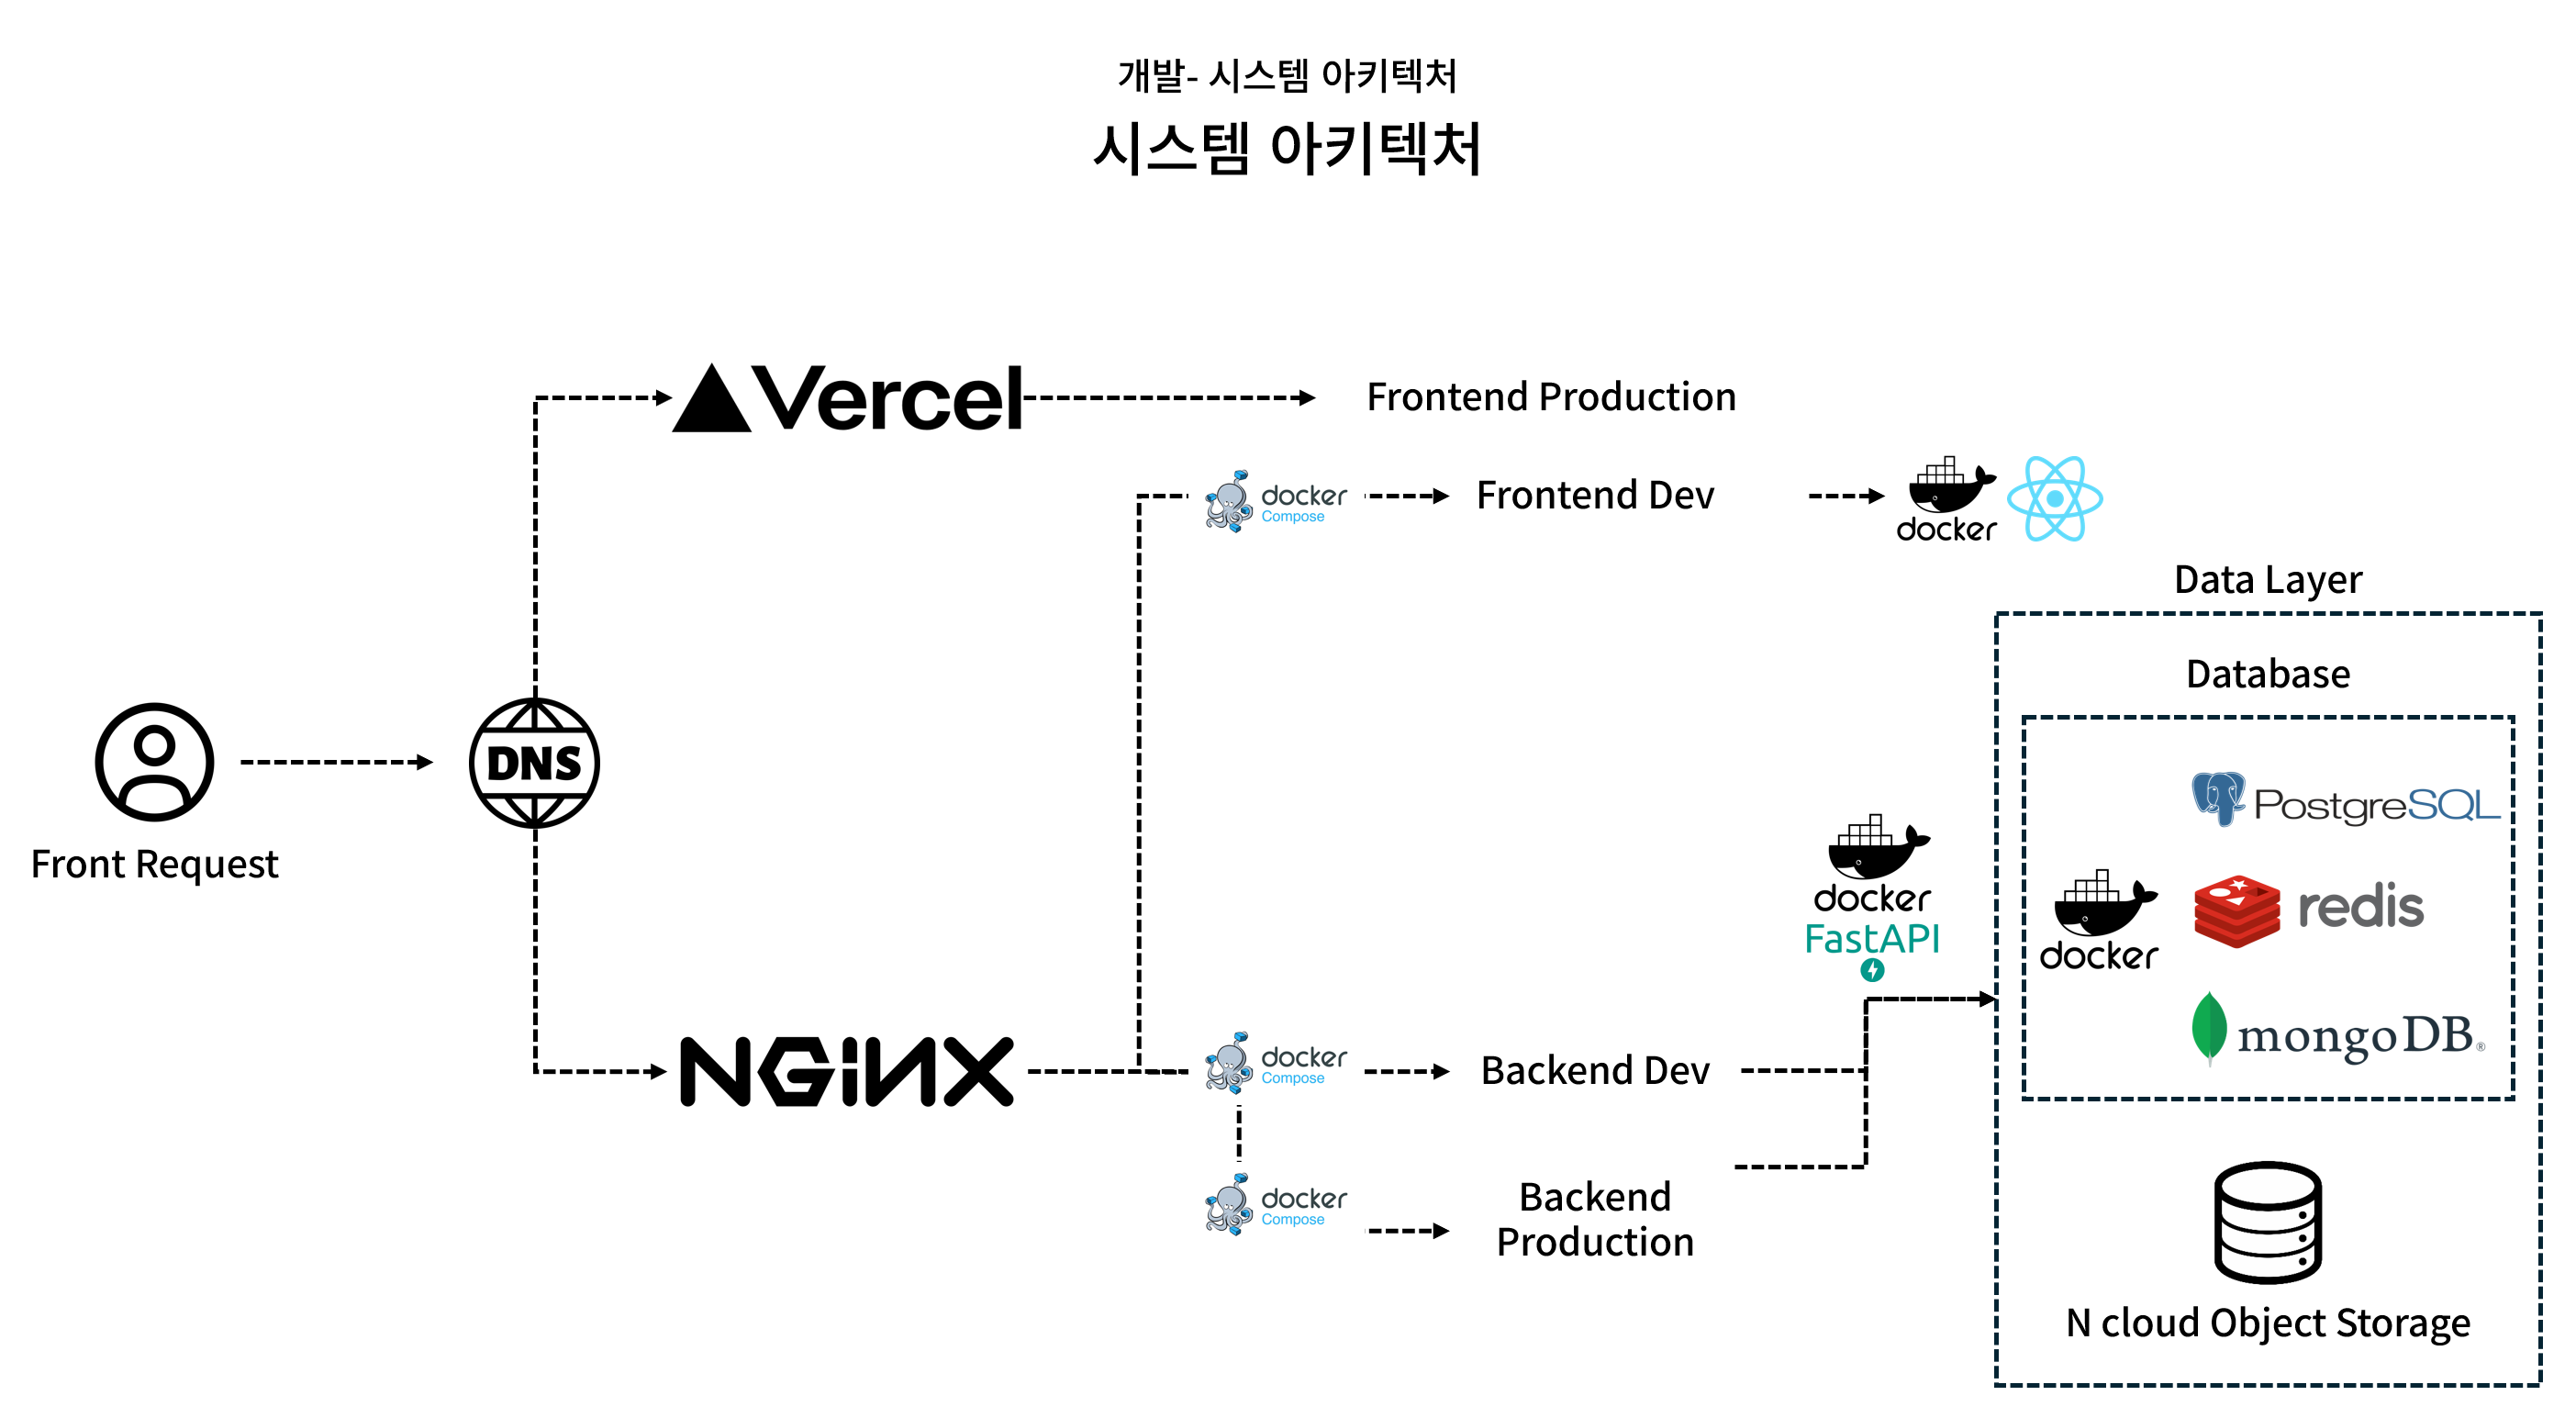 개발- 시스템 아키텍처
시스템 아키텍처
Vercel
Frontend Production
docker
Compose
Frontend Dev
docker
Data Layer
Database
DNS
Front Request
PostgreSQL
docker
FastAPI
redis
docker
mongoDB®
NGINX
docker
Compose
Backend Dev
docker
Compose
Backend
Production
N cloud Object Storage